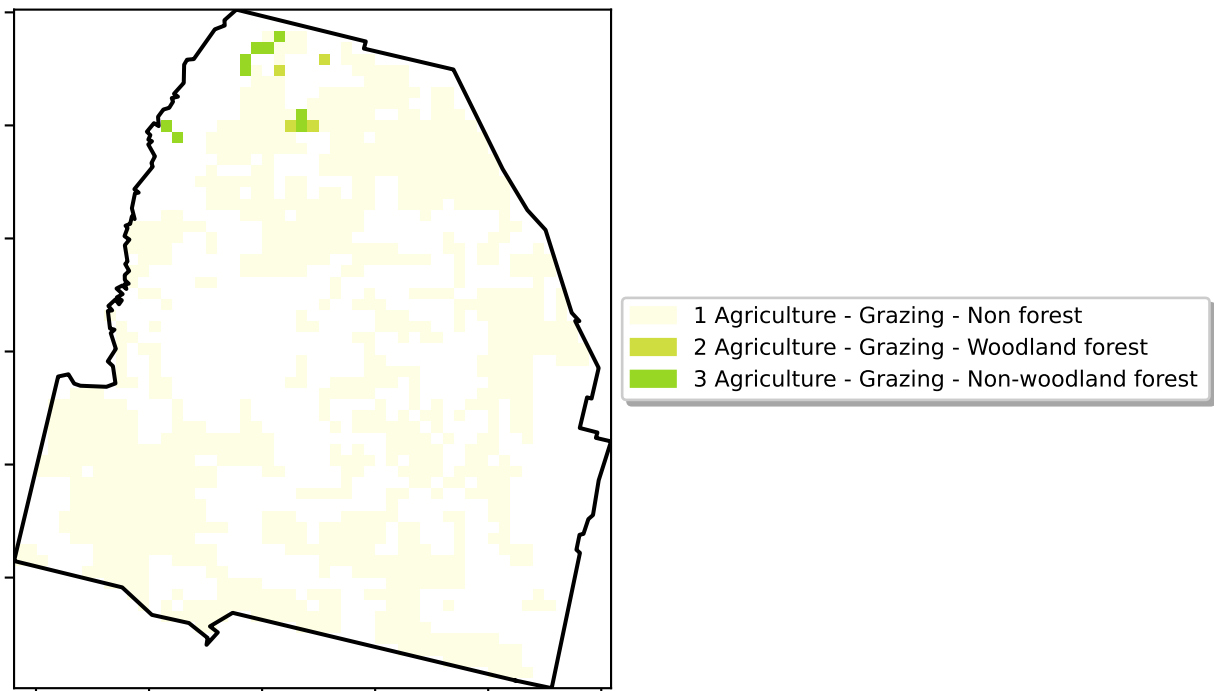 1 Agriculture - Grazing - Non forest
2 Agriculture - Grazing - Woodland forest
3 Agriculture - Grazing - Non-woodland forest